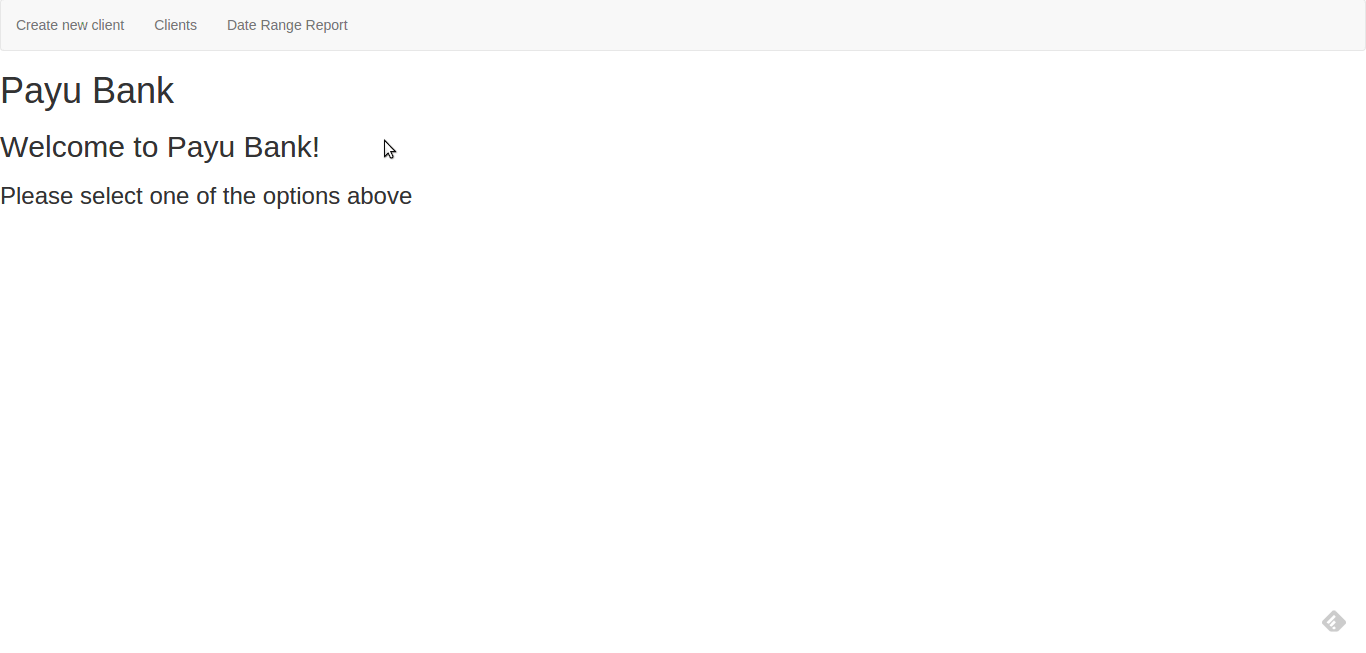 Create new client Clients Date Range Report
Payu Bank
Welcome to Payu Bank!
Please select one of the options above